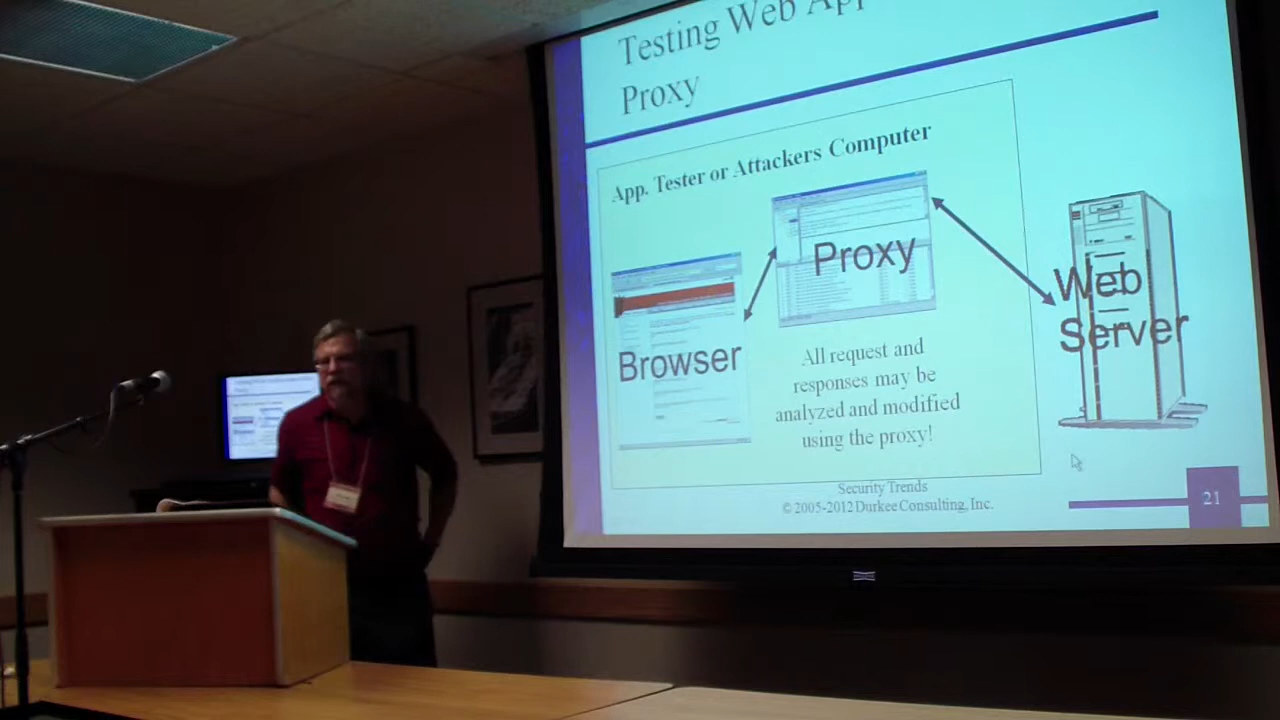 Testing Web App
Proxy
App. Tester or Attackers Computer
Browser
Proxy
Web
Server
All request and
responses may be
analyzed and modified
using the proxy!
Security Trends
© 2005-2012 Durkee Consulting, Inc.
21